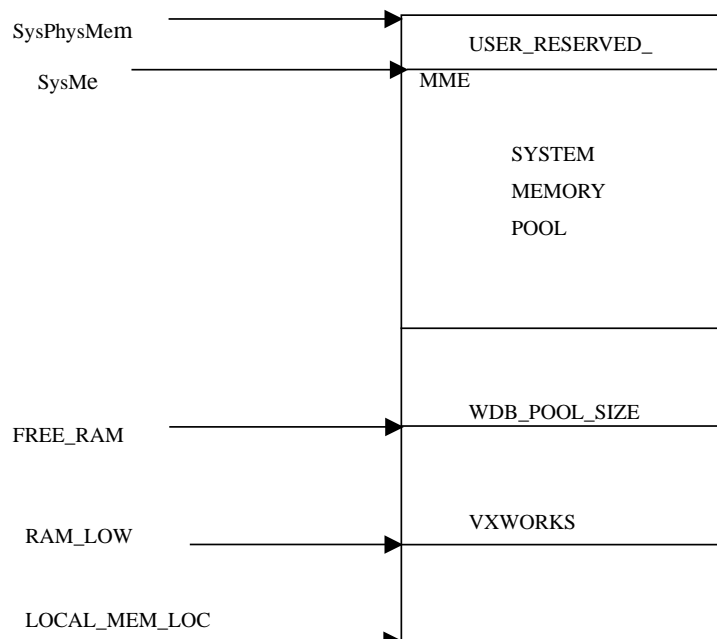 SysPhysMem
USER_RESERVED_
SysMe
MME
SYSTEM
MEMORY
POOL
WDB_POOL_SIZE
FREE_RAM
VXWORKS
RAM_LOW
LOCAL_MEM_LOC